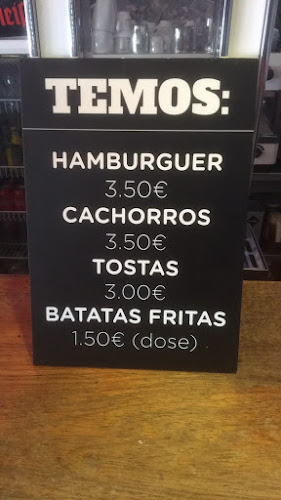 TEMOS:
HAMBURGUER
3.50€
CACHORROS
3.50€
TOSTAS
3.00€
BATATAS FRITAS
1.50€ (dose)